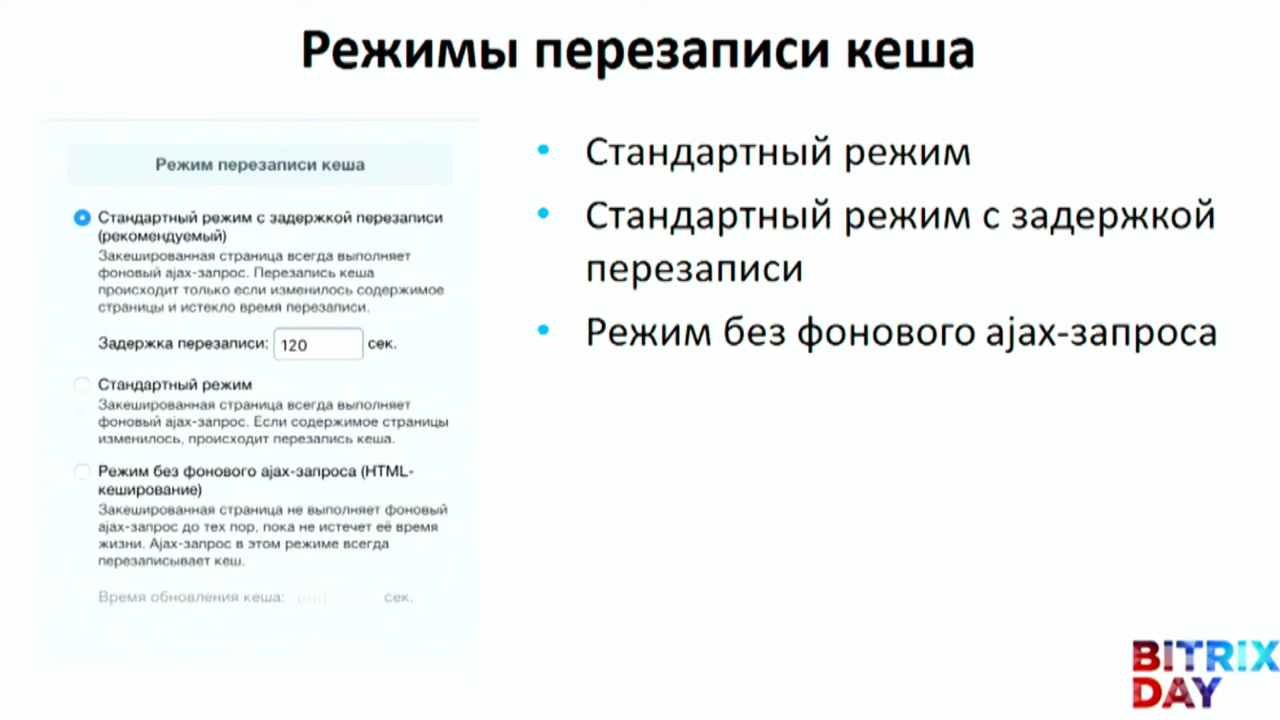 Режимы перезаписи кеша
Режим перезаписи кеша
Стандартный режим с задержкой перезаписи
(рекомендуемый)
Закешированная страница всегда выполняет
фоновый ajax-запрос. Перезапись кеша
происходит только если изменилось содержимое
страницы и истекло время перезаписи.
Задержка перезаписи: 120 сек.
Стандартный режим
Закешированная страница всегда выполняет
фоновый ajax-запрос. Если содержимое страницы
изменилось, происходит перезапись кеша.
Режим без фонового ajax-запроса (HTML-
кеширование)
Закешированная страница не выполняет фоновый
ajax-запрос до тех пор, пока не истечет её время
жизни. Ajax-запрос в этом режиме всегда
перезаписывает кеш.
Время обновления кеша: сек.
• Стандартный режим
• Стандартный режим с задержкой
перезаписи
• Режим без фонового ajax-запроса
BITRIX
DAY